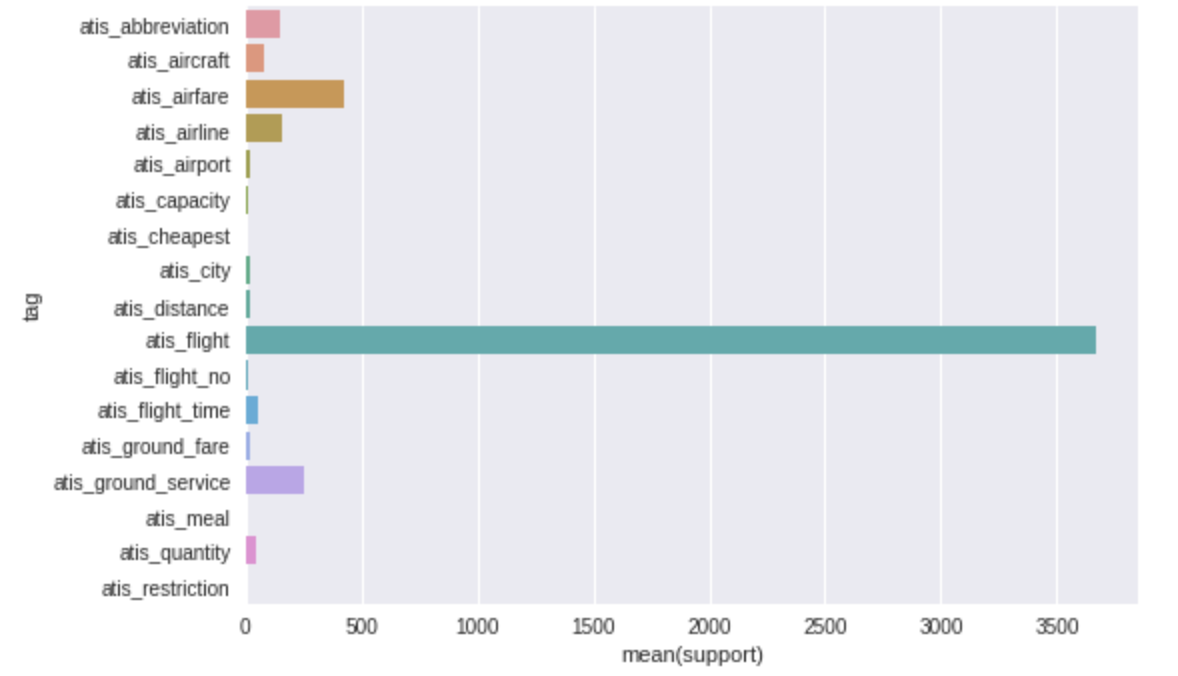 atis_abbreviation
atis_aircraft
atis_airfare
atis_airline
atis_airport
atis_capacity
atis_cheapest
atis_city
atis_distance
tag
atis_flight
atis_flight_no
atis_flight_time
atis_ground_fare
atis_ground_service
atis_meal
atis_quantity
atis_restriction
0 500 1000 1500 2000 2500 3000 3500
mean(support)